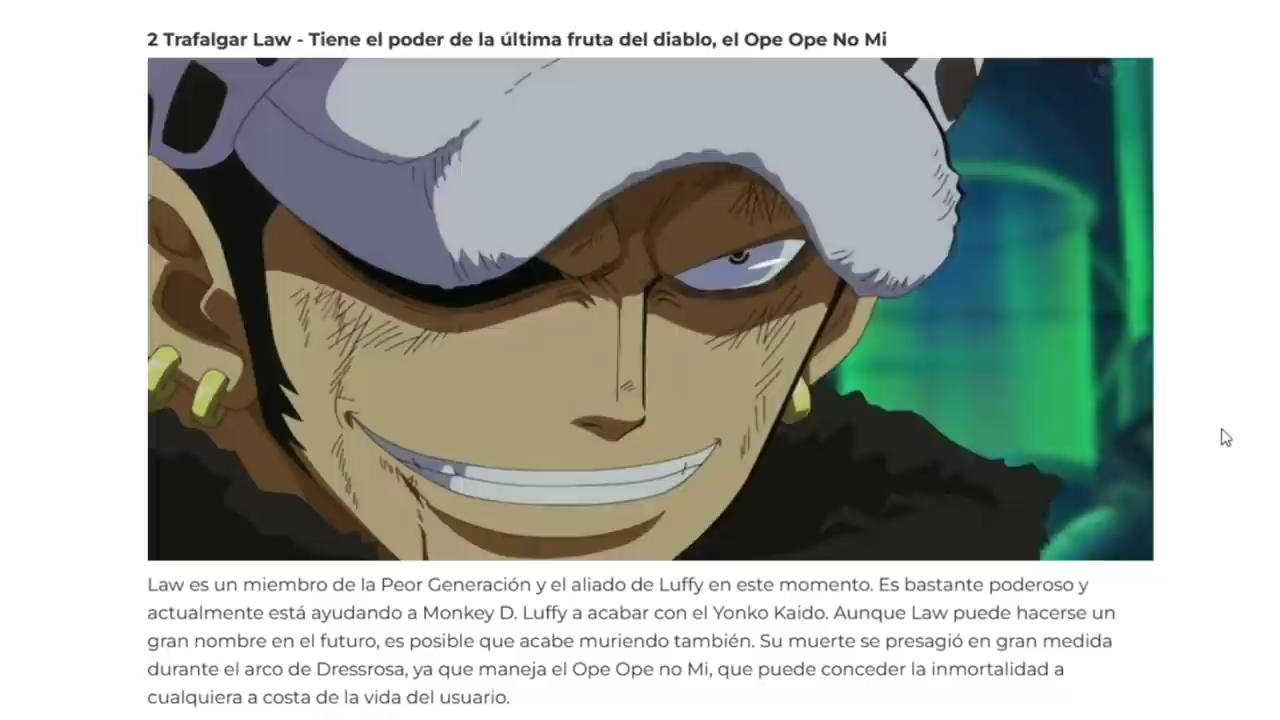 2 Trafalgar Law - Tiene el poder de la última fruta del diablo, el Ope Ope No Mi
Law es un miembro de la Peor Generación y el aliado de Luffy en este momento. Es bastante poderoso y
actualmente está ayudando a Monkey D. Luffy a acabar con el Yonko Kaido. Aunque Law puede hacerse un
gran nombre en el futuro, es posible que acabe muriendo también. Su muerte se presagió en gran medida
durante el arco de Dressrosa, ya que maneja el Ope Ope no Mi, que puede conceder la inmortalidad a
cualquiera a costa de la vida del usuario.